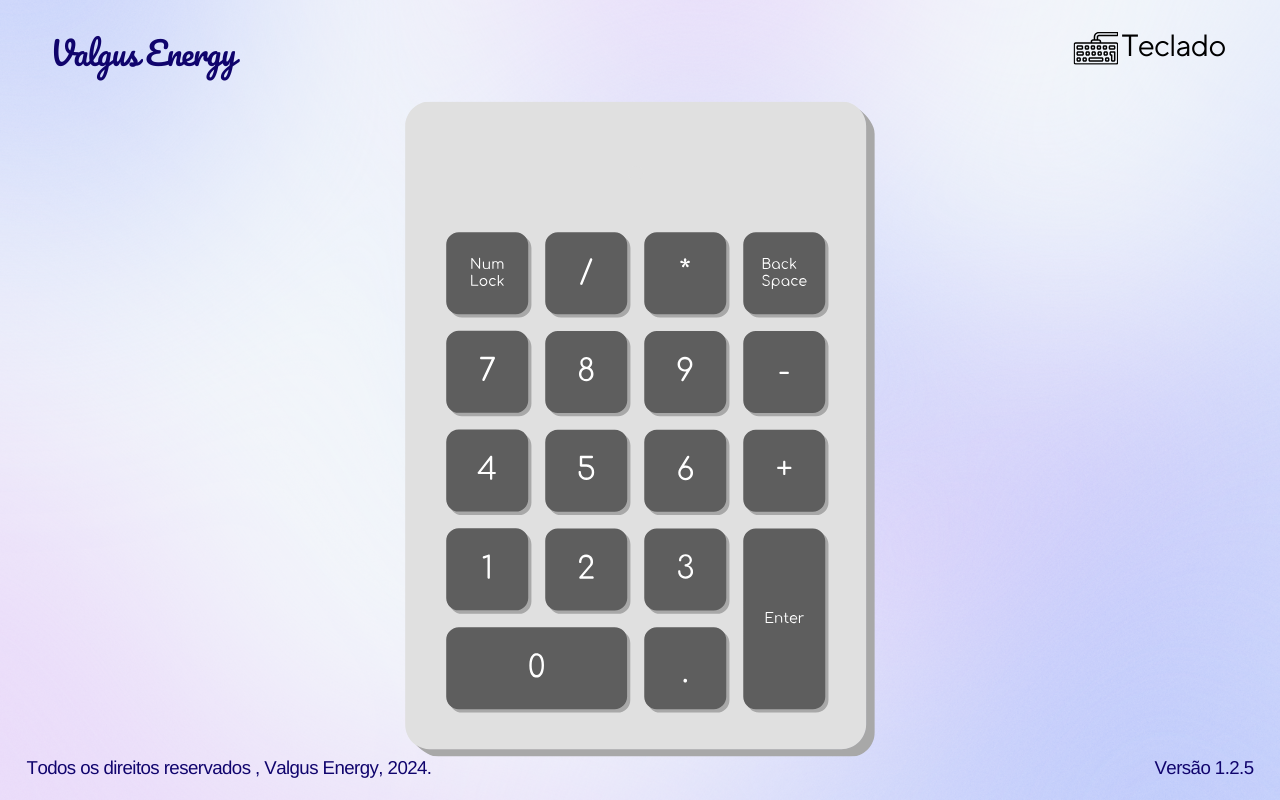 Valgus Energy
Teclado
Num
Lock
/
*
Back
Space
7
8
9
-
4
5
6
+
1
2
3
Enter
0
.
Todos os direitos reservados , Valgus Energy, 2024.
Versão 1.2.5